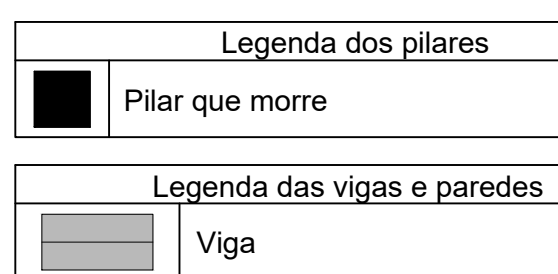 Legenda dos pilares
Pilar que morre
Legenda das vigas e paredes
Viga